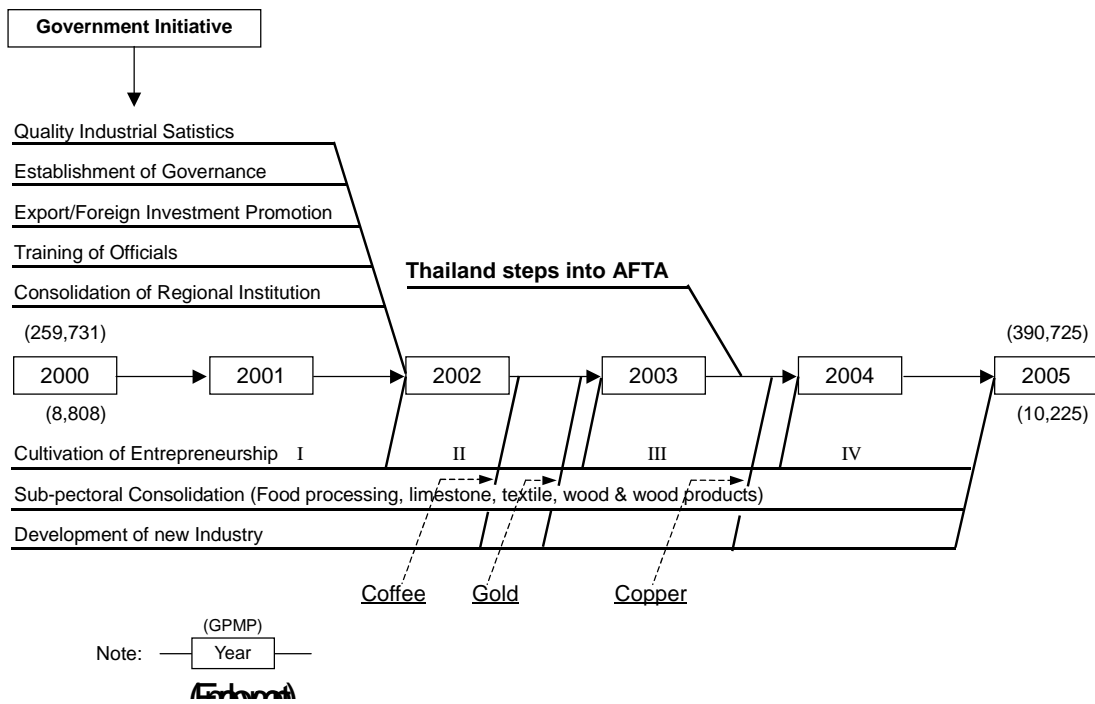 Government Initiative
Quality Industrial Satistics
Establishment of Governance
Export/Foreign Investment Promotion
Training of Officials
Consolidation of Regional Institution
Thailand steps into AFTA
(259,731)
(390,725)
2000
2001
2002
2003
2004
2005
(8,808)
(10,225)
Cultivation of Entrepreneurship I II III IV
Sub-pectoral Consolidation (Food processing, limestone, textile, wood & wood products)
Development of new Industry
Coffee
Gold
Copper
(GPMP)
Note:
Year